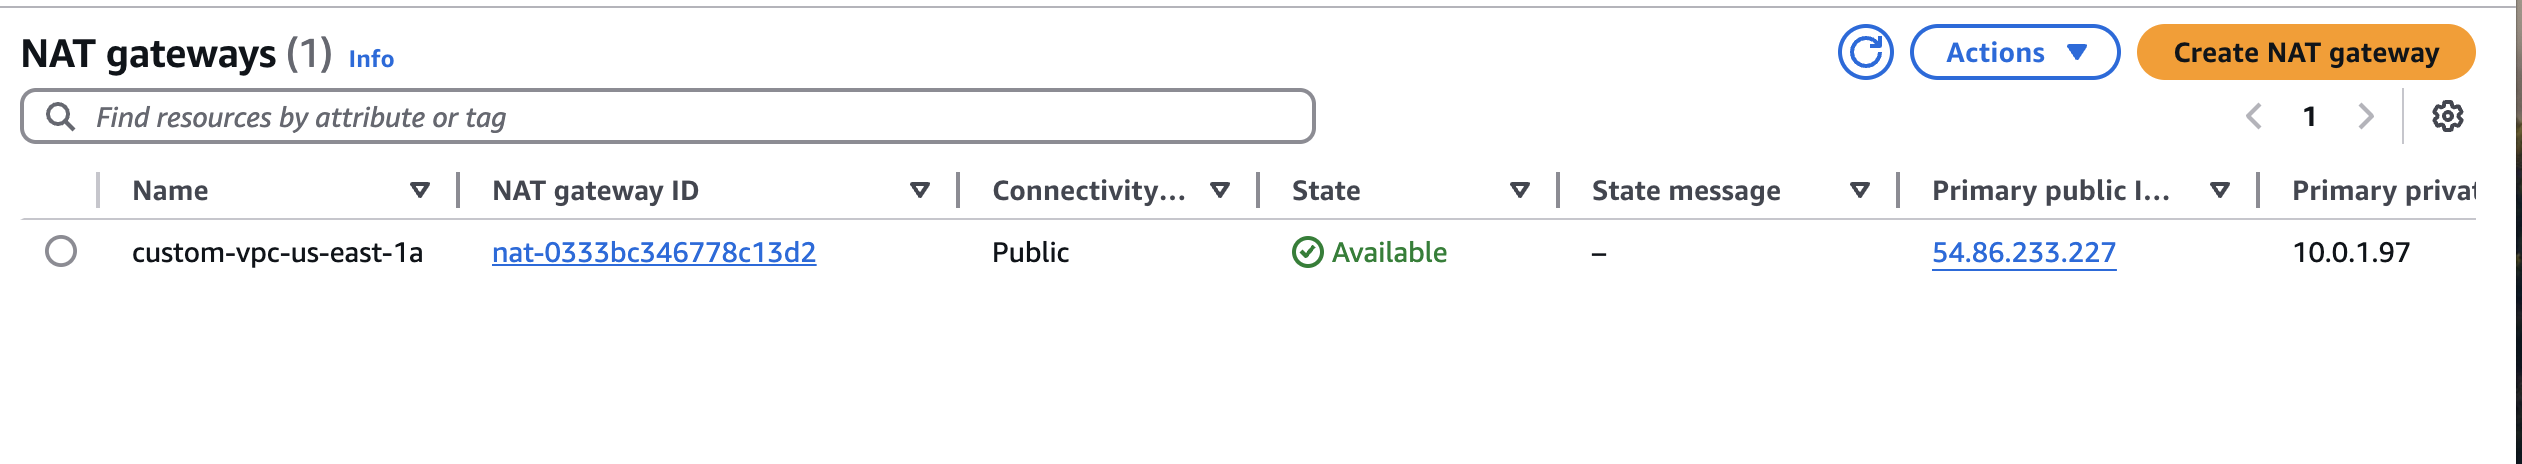 NAT gateways (1) Info
Actions
Create NAT gateway
Find resources by attribute or tag
1
Name NAT gateway ID Connectivity... State State message Primary public I... Primary privat
custom-vpc-us-east-1a nat-0333bc346778c13d2 Public Available – 54.86.233.227 10.0.1.97